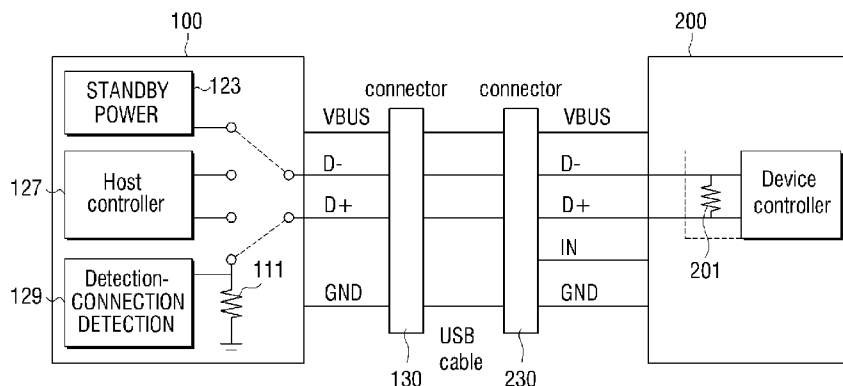 100
200
STANDBY
POWER
123
connector
connector
VBUS
VBUS
D-
D-
127
Host
controller
D+
D+
Device
controller
IN
201
129
Detection-
CONNECTION
DETECTION
111
GND
GND
USB
cable
130
230